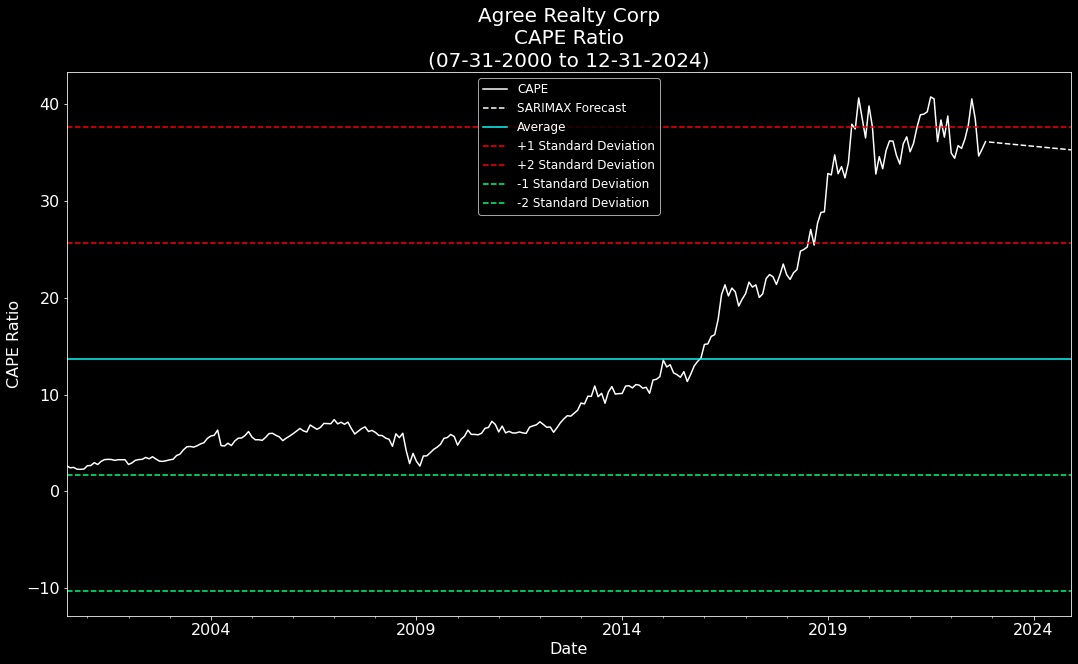 Agree Realty Corp
CAPE Ratio
(07-31-2000 to 12-31-2024)
CAPE
SARIMAX Forecast
Average
+1 Standard Deviation
+2 Standard Deviation
-1 Standard Deviation
-2 Standard Deviation
CAPE Ratio
40
30
20
10
0
−10
2004
2009
2014
2019
2024
Date